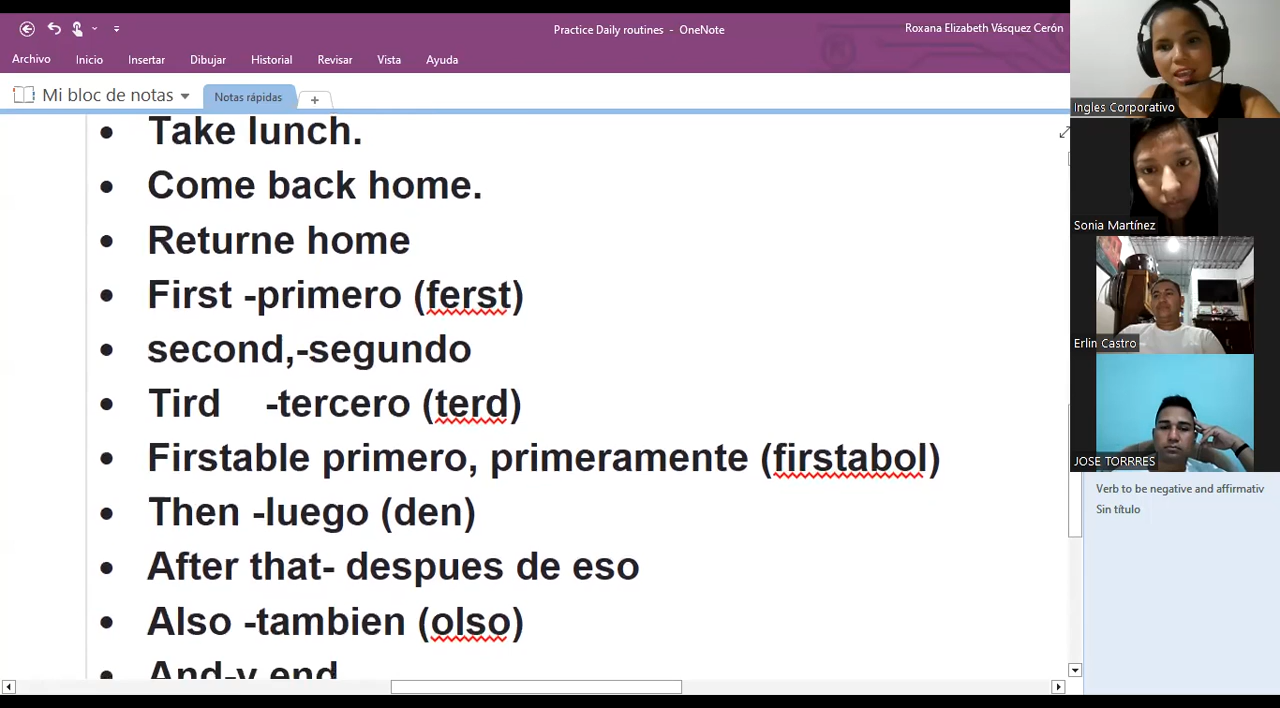 Practice Daily routines - OneNote
Roxana Elizabeth Vásquez Cerón
Archivo Inicio Insertar Dibujar Historial Revisar Vista Ayuda
Mi bloc de notas Notas rápidas
Take lunch.
Come back home.
Returne home
First -primero (ferst)
second,-segundo
Tird -tercero (terd)
Firstable primero, primeramente (firstabol)
Then -luego (den)
After that- despues de eso
Also -tambien (olso)
And-y end
Ingles Corporativo
Sonia Martínez
Erlin Castro
JOSE TORRRES
Verb to be negative and affirmativ
Sin título